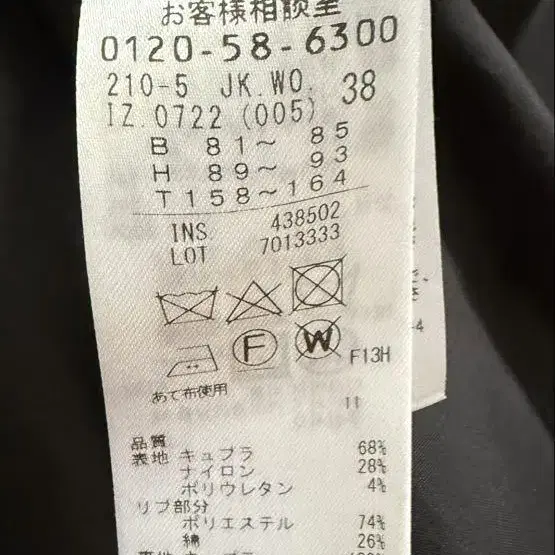 お客様相談室
0120-58-6300
210-5 JK.WO. 38
IZ.0722 (005)
B 81〜 85
H 89〜 93
T158〜164
INS 438502
LOT 7013333
F
W
F13H
あて布使用
11
品質
表地 キュプラ 68%
ナイロン 28%
ポリウレタン 4%
リブ部分
ポリエステル 74%
綿 26%
-4